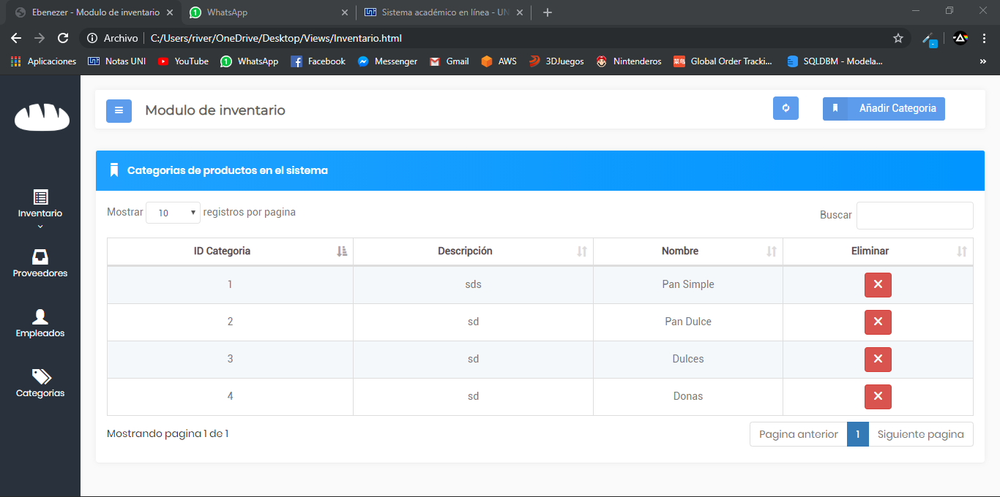 Ebenezer - Modulo de inventario
WhatsApp
Sistema académico en línea - UN
Archivo
C:/Users/river/OneDrive/Desktop/Views/Inventario.html
Aplicaciones
Notas UNI
YouTube
WhatsApp
Facebook
Messenger
Gmail
AWS
3DJuegos
Nintenderos
Global Order Tracki...
SQLDBM - Modela...
Modulo de inventario
Añadir Categoria
Inventario
Proveedores
Empleados
Categorias
Categorias de productos en el sistema
Mostrar 10 registros por pagina
Buscar
ID Categoria Descripción Nombre Eliminar
1 sds Pan Simple
2 sd Pan Dulce
3 sd Dulces
4 sd Donas
Mostrando pagina 1 de 1
Pagina anterior 1 Siguiente pagina